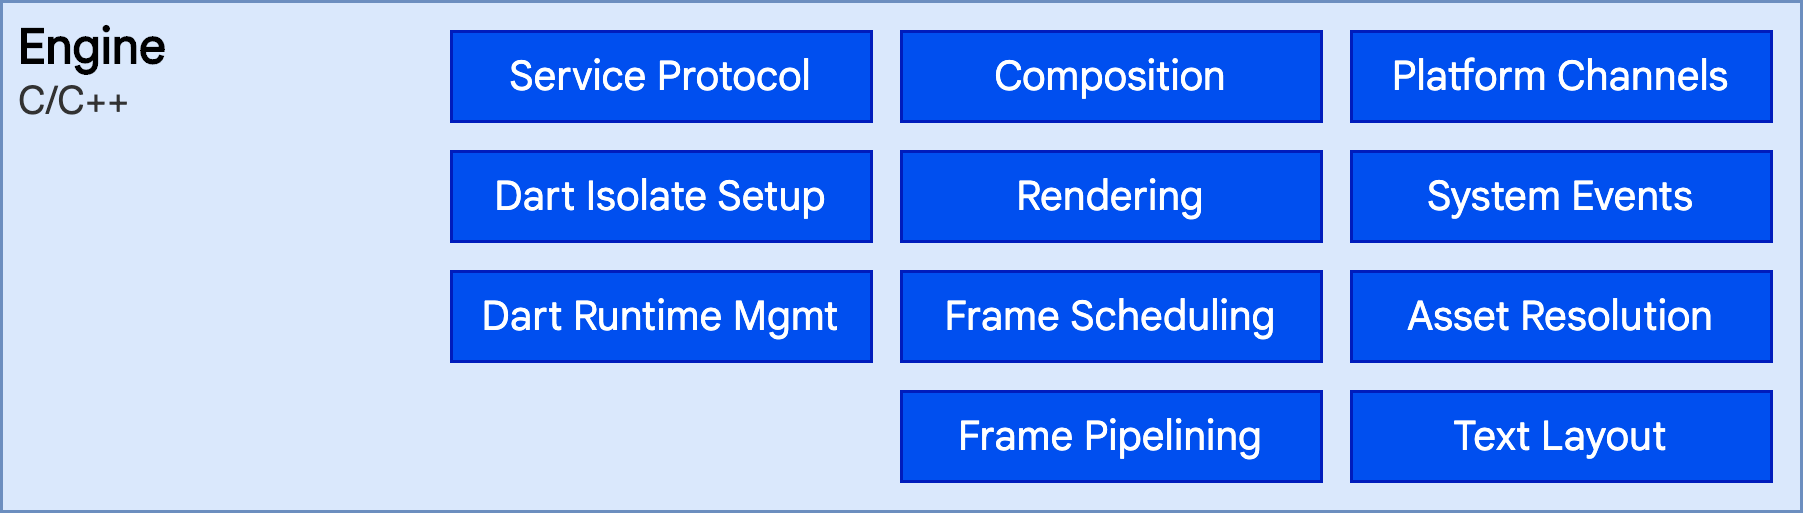 Engine
C/C++
Service Protocol
Composition
Platform Channels
Dart Isolate Setup
Rendering
System Events
Dart Runtime Mgmt
Frame Scheduling
Asset Resolution
Frame Pipelining
Text Layout